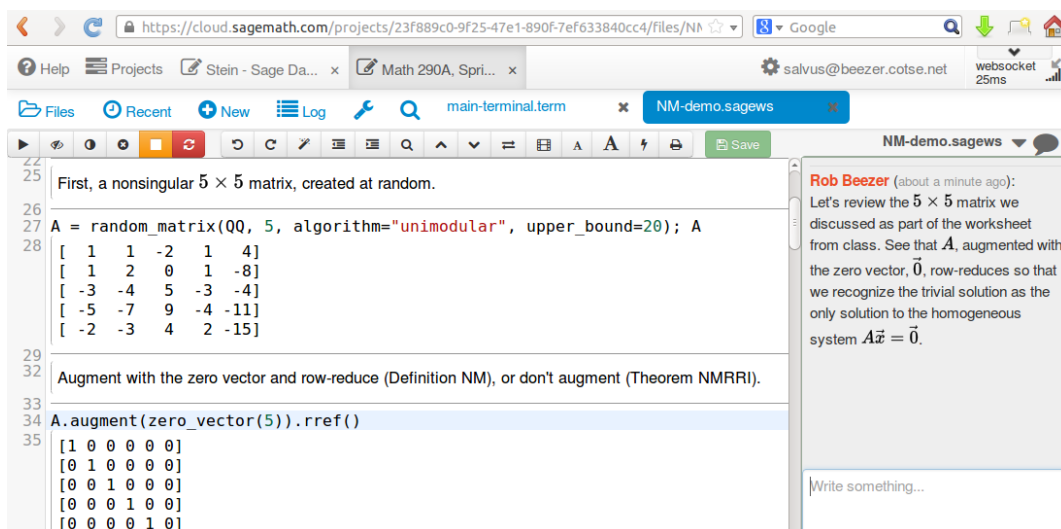 https://cloud.sagemath.com/projects/23f889c0-9f25-47e1-890f-7ef633840cc4/files/NM
Google
Help Projects Stein - Sage Da... x Math 290A, Spri... x salvus@beezer.cotse.net websocket
25ms
Files Recent New Log main-terminal.term x NM-demo.sagews x
A A Save NM-demo.sagews
22
25 First, a nonsingular 5 × 5 matrix, created at random.
26
27 A = random_matrix(QQ, 5, algorithm="unimodular", upper_bound=20); A
28 [ 1 1 -2 1 4]
[ 1 2 0 1 -8]
[ -3 -4 5 -3 -4]
[ -5 -7 9 -4 -11]
[ -2 -3 4 2 -15]
29
32 Augment with the zero vector and row-reduce (Definition NM), or don't augment (Theorem NMRRI).
33
34 A.augment(zero_vector(5)).rref()
35 [1 0 0 0 0 0]
[0 1 0 0 0 0]
[0 0 1 0 0 0]
[0 0 0 1 0 0]
[0 0 0 0 1 0]
Rob Beezer (about a minute ago):
Let's review the 5 × 5 matrix we
discussed as part of the worksheet
from class. See that A, augmented with
the zero vector, 0⃗, row-reduces so that
we recognize the trivial solution as the
only solution to the homogeneous
system Ax⃗ = 0⃗.
Write something...